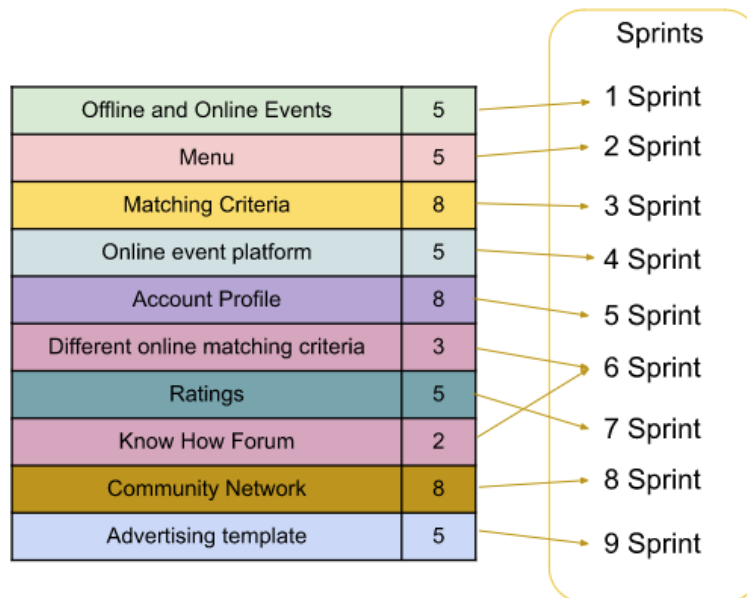 Sprints
Offline and Online Events 5 1 Sprint
Menu 5 2 Sprint
Matching Criteria 8 3 Sprint
Online event platform 5 4 Sprint
Account Profile 8 5 Sprint
Different online matching criteria 3 6 Sprint
Ratings 5 7 Sprint
Know How Forum 2
Community Network 8 8 Sprint
Advertising template 5 9 Sprint